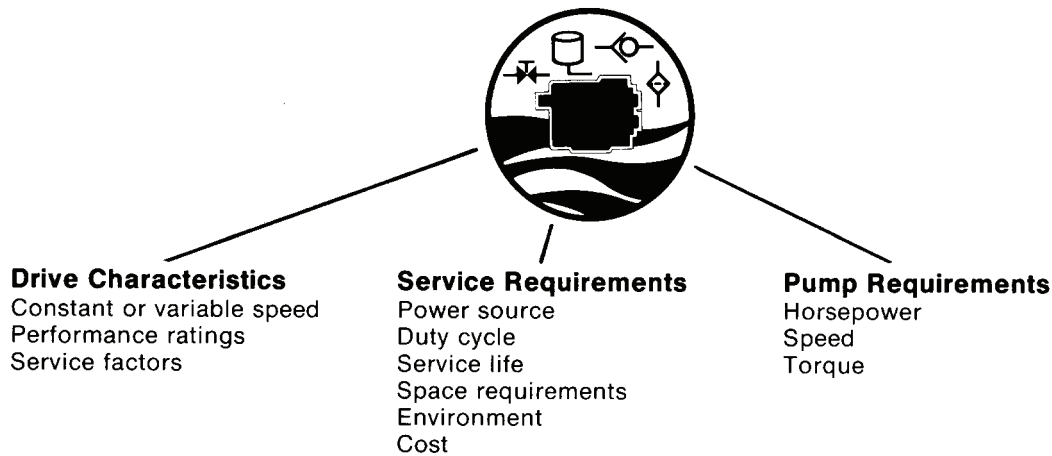 Drive Characteristics
Constant or variable speed
Performance ratings
Service factors
Service Requirements
Power source
Duty cycle
Service life
Space requirements
Environment
Cost
Pump Requirements
Horsepower
Speed
Torque